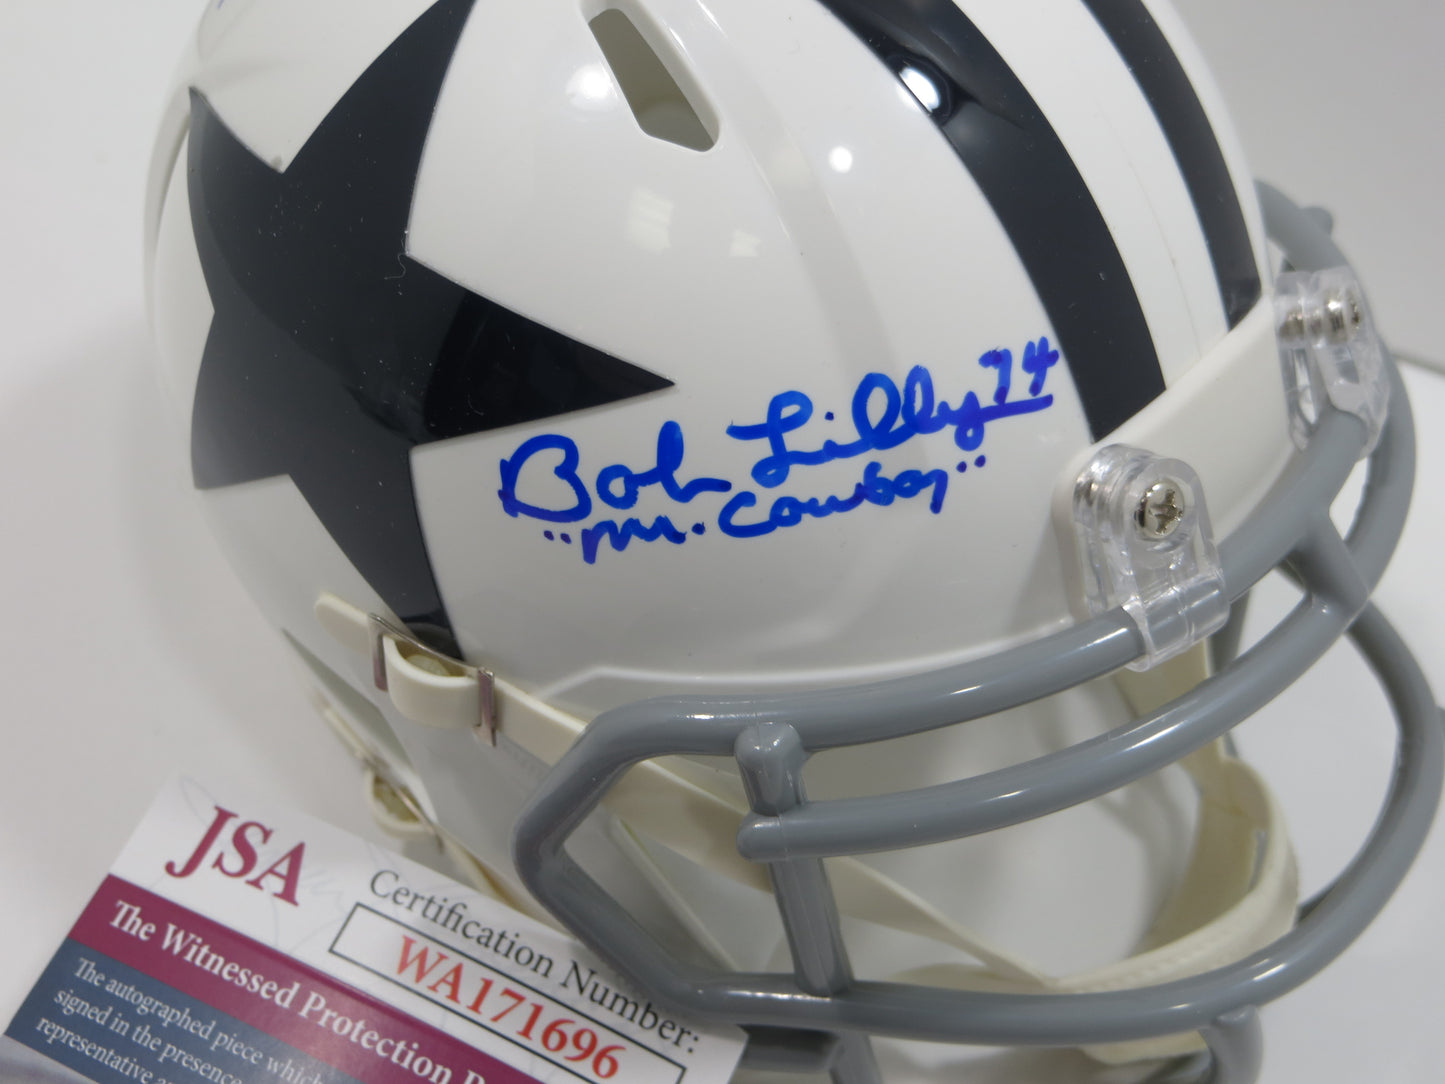 Bob Lilly 74
"Mr. Cowboy"
JSA
Certification Number:
WA171696
The Witnessed Protection
The autographed piece which
signed in the presence
representative